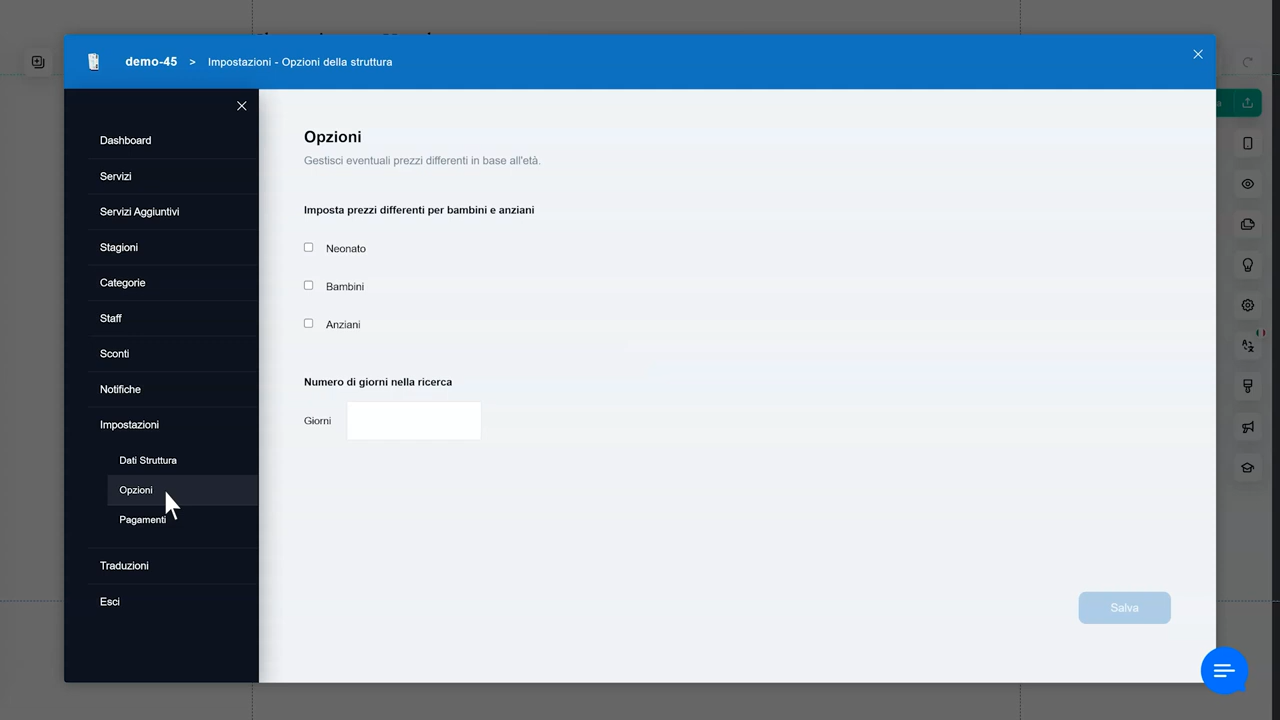 demo-45 > Impostazioni - Opzioni della struttura
Dashboard
Servizi
Servizi Aggiuntivi
Stagioni
Categorie
Staff
Sconti
Notifiche
Impostazioni
Dati Struttura
Opzioni
Pagamenti
Traduzioni
Esci
Opzioni
Gestisci eventuali prezzi differenti in base all'età.
Imposta prezzi differenti per bambini e anziani
Neonato
Bambini
Anziani
Numero di giorni nella ricerca
Giorni
Salva